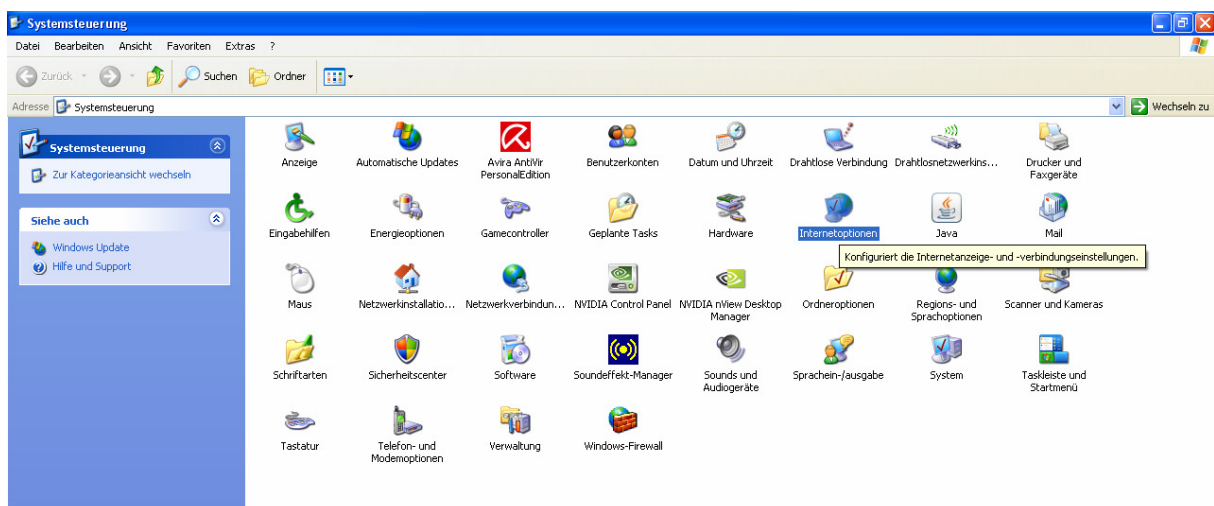 Systemsteuerung
Datei Bearbeiten Ansicht Favoriten Extras ?
Zurück Suchen Ordner
Adresse Systemsteuerung Wechseln zu
Systemsteuerung
Zur Kategorieansicht wechseln
Siehe auch
Windows Update
Hilfe und Support
Anzeige Automatische Updates Avira AntiVir Benutzerkonten Datum und Uhrzeit Drahtlose Verbindung Drahtlosnetzwerkins... Drucker und
PersonalEdition Faxgeräte
Eingabehilfen Energieoptionen Gamecontroller Geplante Tasks Hardware Internetoptionen Java Mail
Konfiguriert die Internetanzeige- und -verbindungseinstellungen.
Maus Netzwerkinstallatio... Netzwerkverbindun... NVIDIA Control Panel NVIDIA nView Desktop Ordneroptionen Regions- und Scanner und Kameras
Manager Sprachoptionen
Schriftarten Sicherheitscenter Software Soundeffekt-Manager Sounds und Sprachein-/ausgabe System Taskleiste und
Audiogeräte Startmenü
Tastatur Telefon- und Verwaltung Windows-Firewall
Modemoptionen